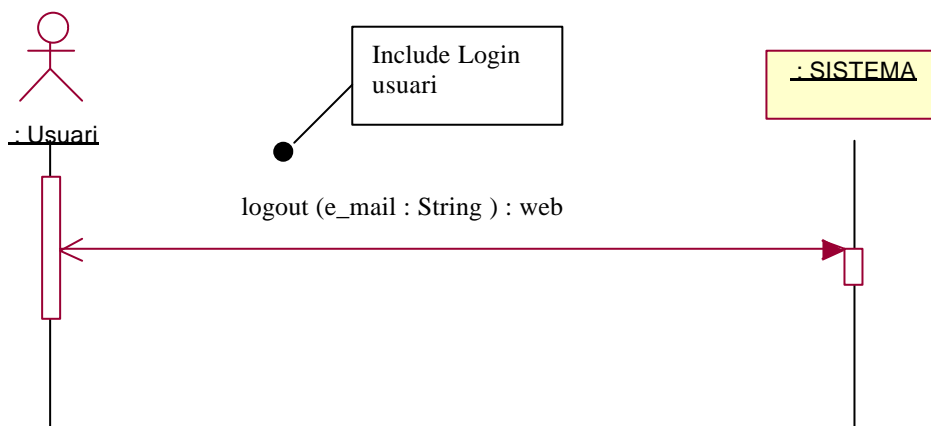 Include Login
usuari
: SISTEMA
: Usuari
logout (e_mail : String ) : web